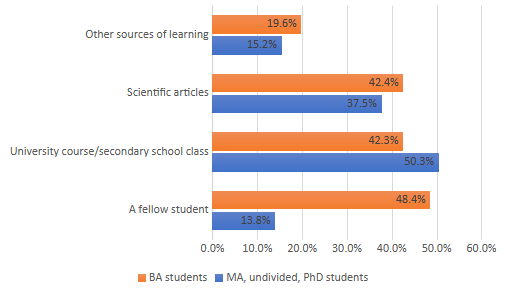 Other sources of learning
19.6%
15.2%
Scientific articles
42.4%
37.5%
University course/secondary school class
42.3%
50.3%
A fellow student
48.4%
13.8%
0.0% 10.0% 20.0% 30.0% 40.0% 50.0% 60.0%
BA students MA, undivided, PhD students